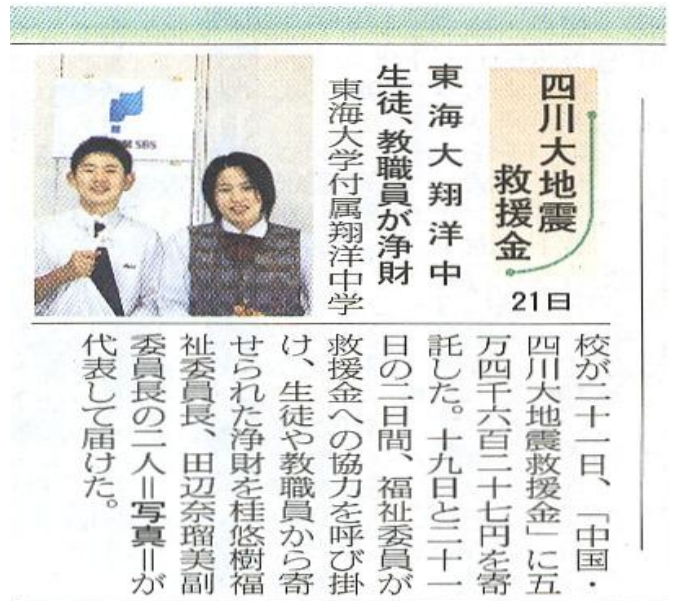 四川大地震
救援金
21日
東海大翔洋中
生徒、教職員が浄財
東海大学付属翔洋中学
校が二十一日、「中国・
四川大地震救援金」に五
万四千六百二十七円を寄
託した。十九日と二十一
日の二日間、福祉委員が
救援金への協力を呼び掛
け、生徒や教職員から寄
せられた浄財を桂悠樹福
祉委員長、田辺奈瑠美副
委員長の二人＝写真＝が
代表して届けた。
SBS